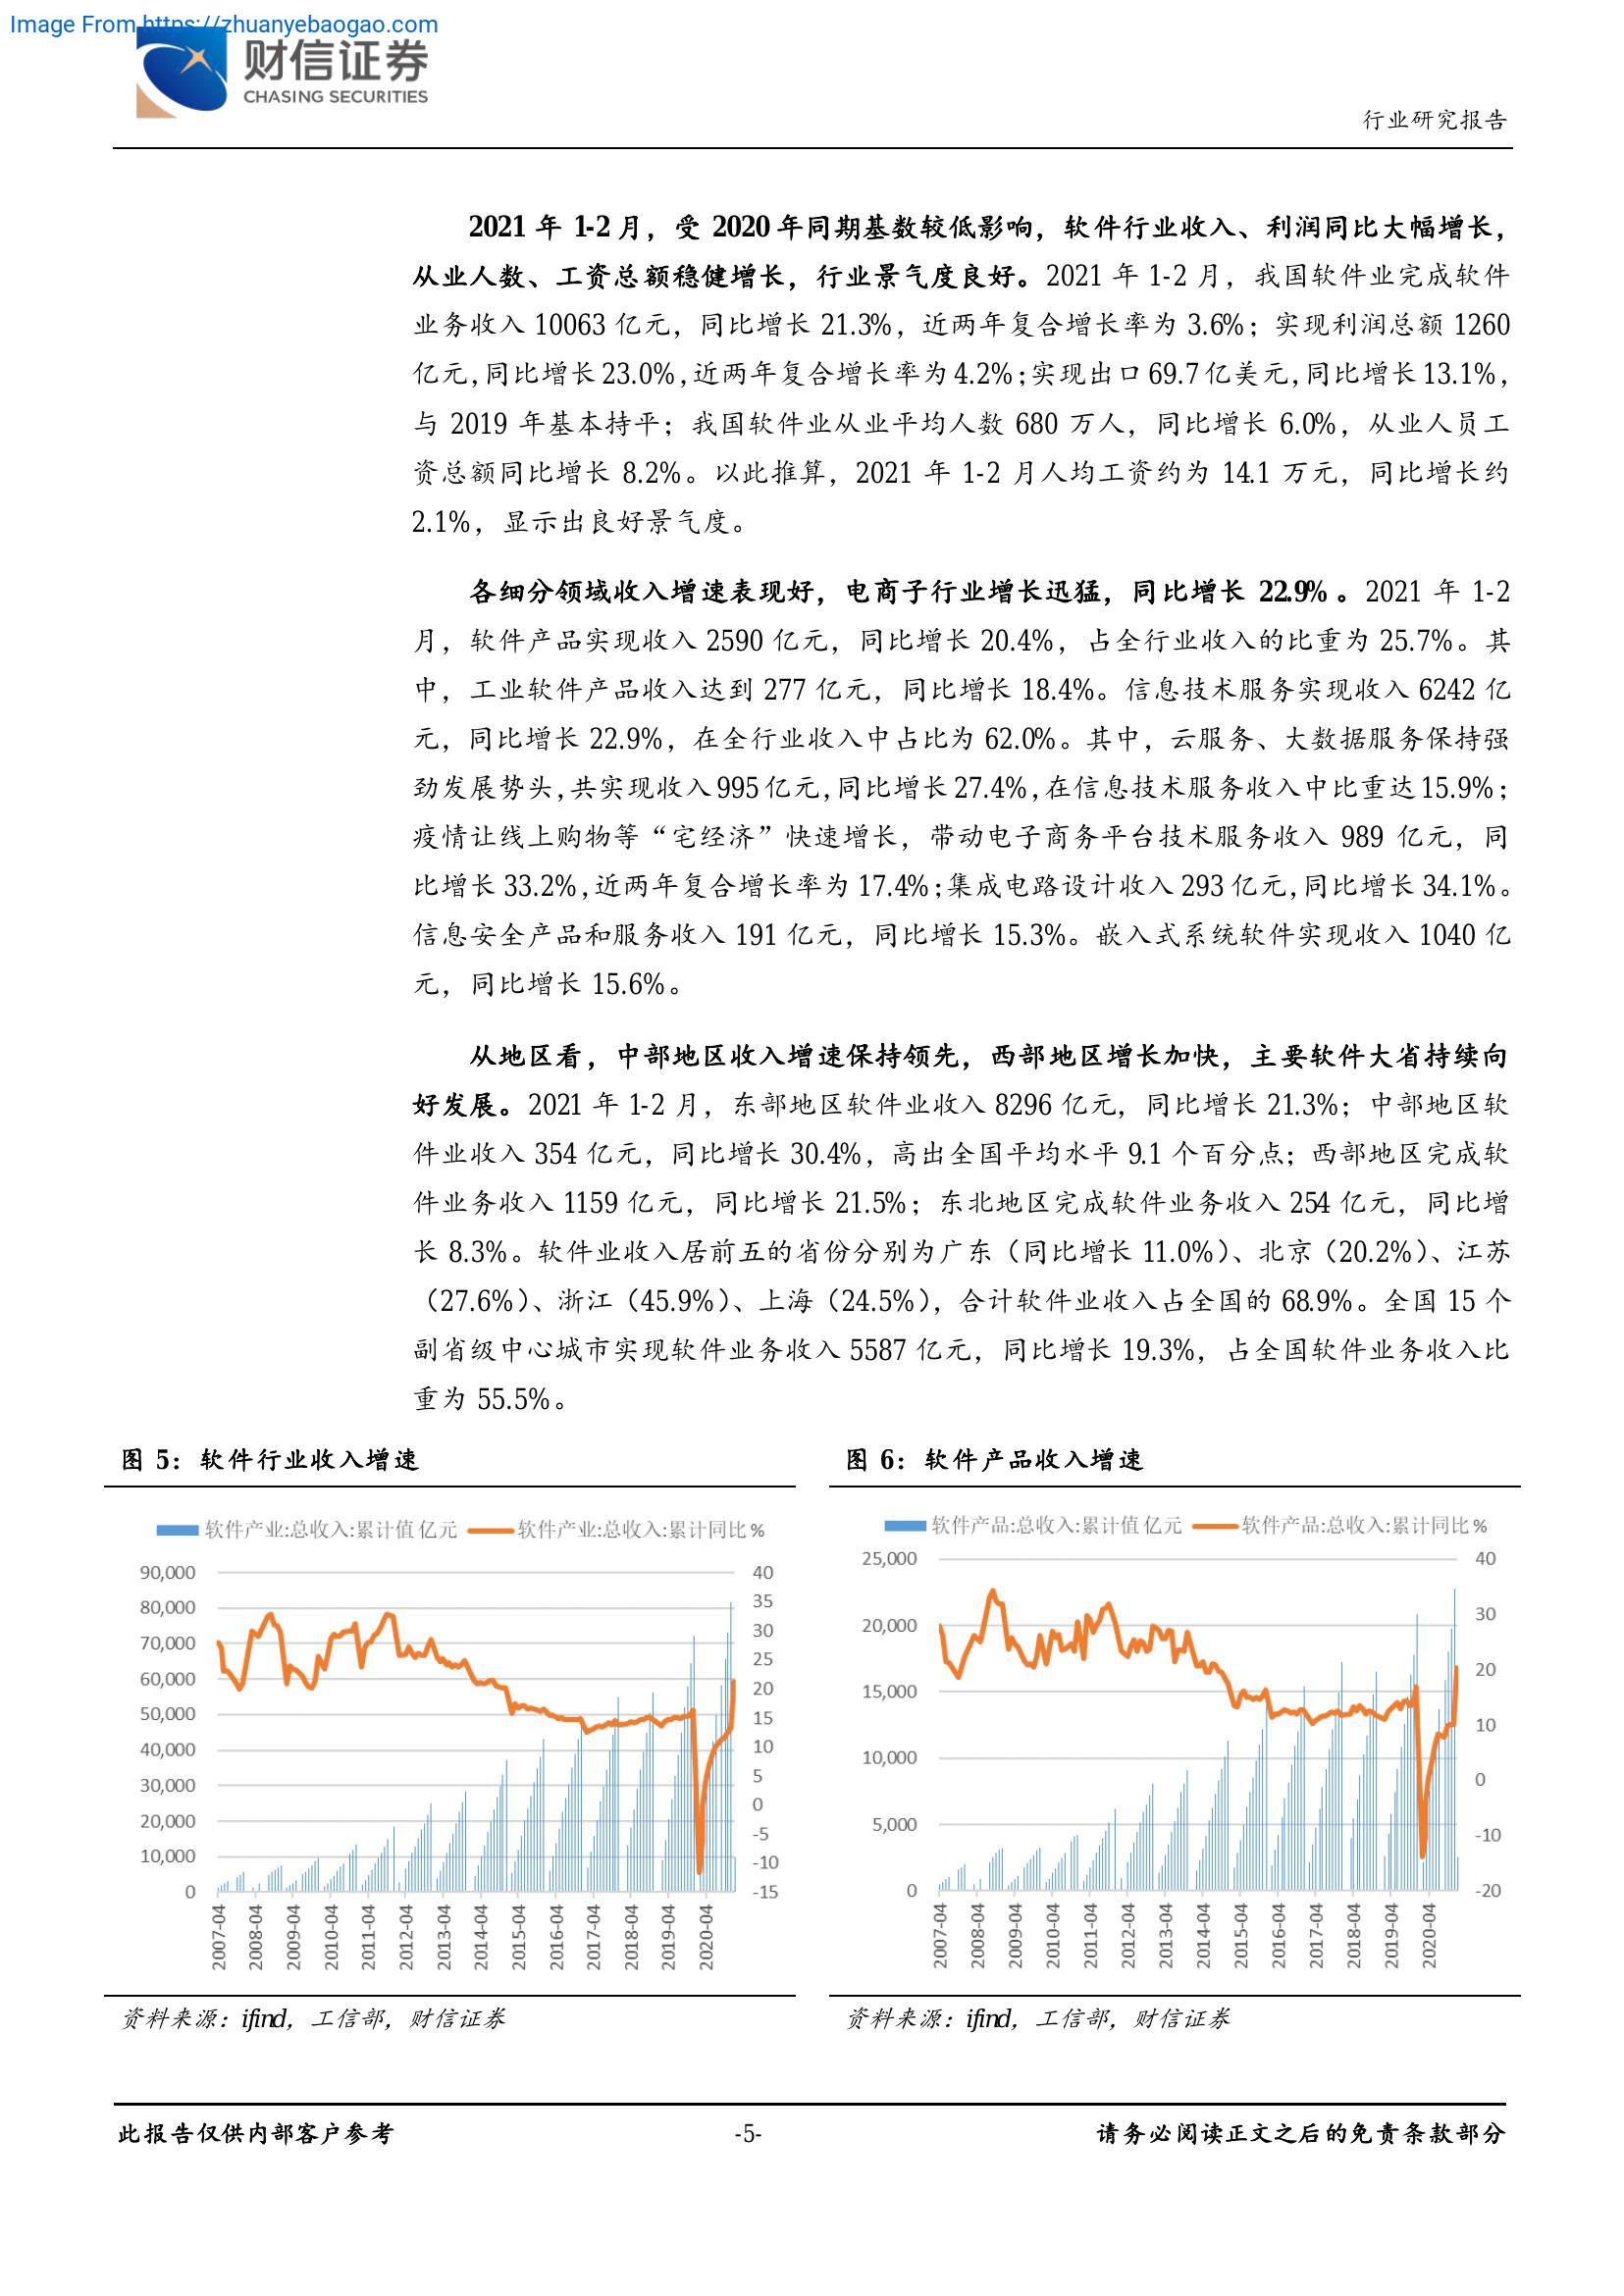 Image From https://zhuanyebaogao.com
财信证券
CHASING SECURITIES
行业研究报告
2021 年 1-2 月，受 2020 年同期基数较低影响，软件行业收入、利润同比大幅增长，
从业人数、工资总额稳健增长，行业景气度良好。2021 年 1-2 月，我国软件业完成软件
业务收入 10063 亿元，同比增长 21.3%，近两年复合增长率为 3.6%；实现利润总额 1260
亿元，同比增长 23.0%，近两年复合增长率为 4.2%；实现出口 69.7 亿美元，同比增长 13.1%，
与 2019 年基本持平；我国软件业从业平均人数 680 万人，同比增长 6.0%，从业人员工
资总额同比增长 8.2%。以此推算，2021 年 1-2 月人均工资约为 14.1 万元，同比增长约
2.1%，显示出良好景气度。
各细分领域收入增速表现好，电商子行业增长迅猛，同比增长 22.9%。2021 年 1-2
月，软件产品实现收入 2590 亿元，同比增长 20.4%，占全行业收入的比重为 25.7%。其
中，工业软件产品收入达到 277 亿元，同比增长 18.4%。信息技术服务实现收入 6242 亿
元，同比增长 22.9%，在全行业收入中占比为 62.0%。其中，云服务、大数据服务保持强
劲发展势头，共实现收入 995 亿元，同比增长 27.4%，在信息技术服务收入中比重达 15.9%；
疫情让线上购物等“宅经济”快速增长，带动电子商务平台技术服务收入 989 亿元，同
比增长 33.2%，近两年复合增长率为 17.4%；集成电路设计收入 293 亿元，同比增长 34.1%。
信息安全产品和服务收入 191 亿元，同比增长 15.3%。嵌入式系统软件实现收入 1040 亿
元，同比增长 15.6%。
从地区看，中部地区收入增速保持领先，西部地区增长加快，主要软件大省持续向
好发展。2021 年 1-2 月，东部地区软件业收入 8296 亿元，同比增长 21.3%；中部地区软
件业收入 354 亿元，同比增长 30.4%，高出全国平均水平 9.1 个百分点；西部地区完成软
件业务收入 1159 亿元，同比增长 21.5%；东北地区完成软件业务收入 254 亿元，同比增
长 8.3%。软件业收入居前五的省份分别为广东（同比增长 11.0%）、北京（20.2%）、江苏
（27.6%）、浙江（45.9%）、上海（24.5%），合计软件业收入占全国的 68.9%。全国 15 个
副省级中心城市实现软件业务收入 5587 亿元，同比增长 19.3%，占全国软件业务收入比
重为 55.5%。
图 5：软件行业收入增速
软件产业:总收入:累计值 亿元 软件产业:总收入:累计同比 %
90,000
80,000
70,000
60,000
50,000
40,000
30,000
20,000
10,000
0
40
35
30
25
20
15
10
5
0
-5
-10
-15
2007-04
2008-04
2009-04
2010-04
2011-04
2012-04
2013-04
2014-04
2015-04
2016-04
2017-04
2018-04
2019-04
2020-04
资料来源：ifind，工信部，财信证券
图 6：软件产品收入增速
软件产品:总收入:累计值 亿元 软件产品:总收入:累计同比 %
25,000
20,000
15,000
10,000
5,000
0
40
30
20
10
0
-10
-20
2007-04
2008-04
2009-04
2010-04
2011-04
2012-04
2013-04
2014-04
2015-04
2016-04
2017-04
2018-04
2019-04
2020-04
资料来源：ifind，工信部，财信证券
此报告仅供内部客户参考
-5-
请务必阅读正文之后的免责条款部分